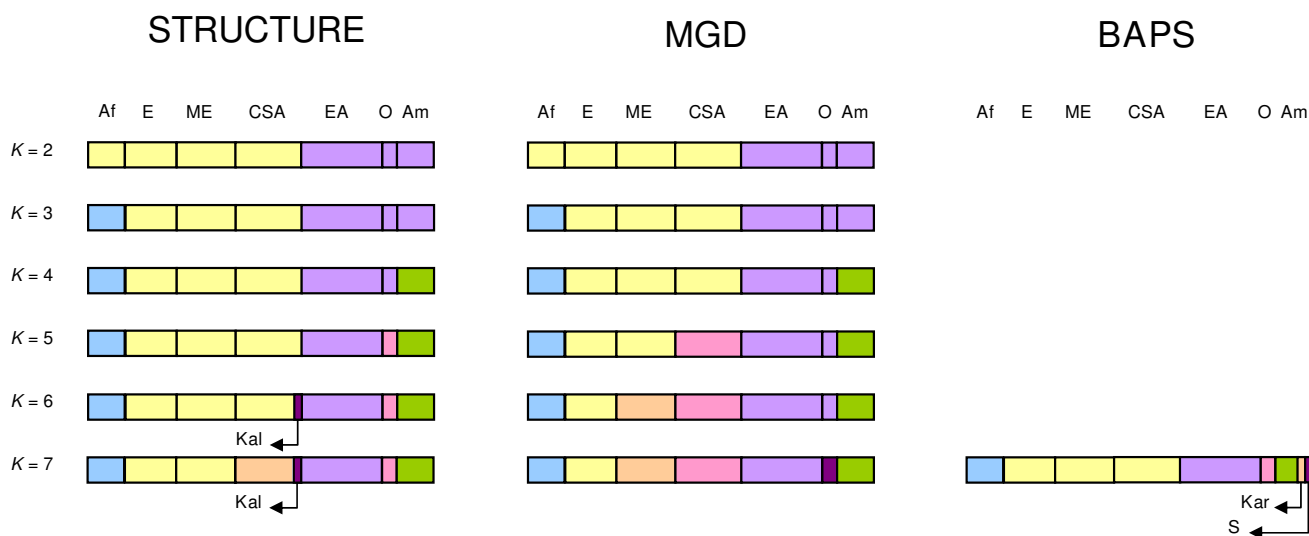 STRUCTURE MGD BAPS
Af E ME CSA EA O Am Af E ME CSA EA O Am Af E ME CSA EA O Am
K = 2
K = 3
K = 4
K = 5
K = 6
Kal
K = 7
Kal Kar
S